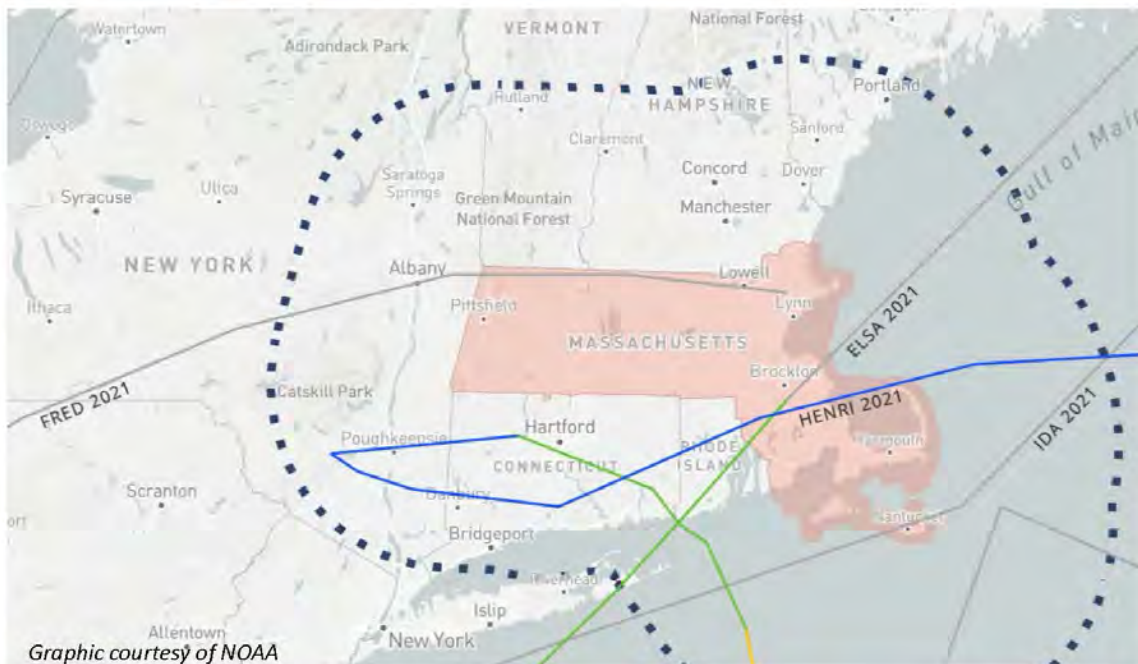 Watertown
Adirondack Park
VERMONT
National Forest
Portland
NEW
HAMPSHIRE
Rutland
Oswego
Claremont
Sanford
Gulf of Main
Saratoga
Springs
Concord
Dover
Syracuse
Utica
Green Mountain
National Forest
Manchester
NEW YORK
Albany
Lowell
Ithaca
Pittsfield
Lynn
MASSACHUSETTS
ELSA 2021
Brockton
Catskill Park
FRED 2021
HENRI 2021
IDA 2021
Poughkeepsie
Hartford
Yarmouth
CONNECTICUT
RHODE
ISLAND
Scranton
Danbury
Nantucket
ort
Bridgeport
Riverhead
Islip
Allentown
New York
Graphic courtesy of NOAA